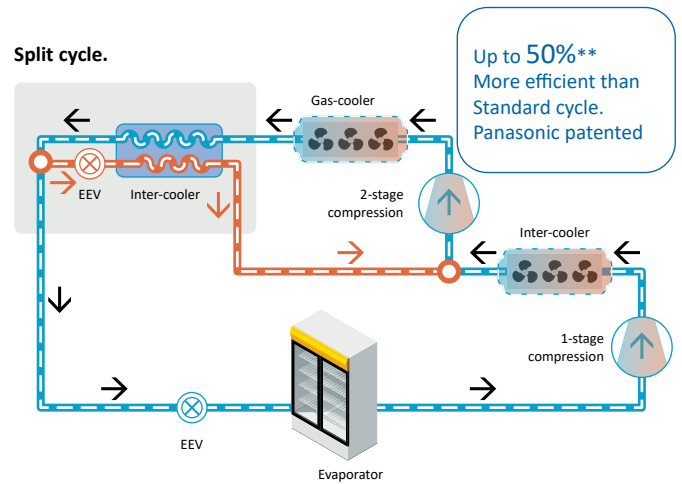 Split cycle.
Up to 50%**
More efficient than
Standard cycle.
Panasonic patented
Gas-cooler
EEV
Inter-cooler
2-stage
compression
Inter-cooler
1-stage
compression
EEV
Evaporator